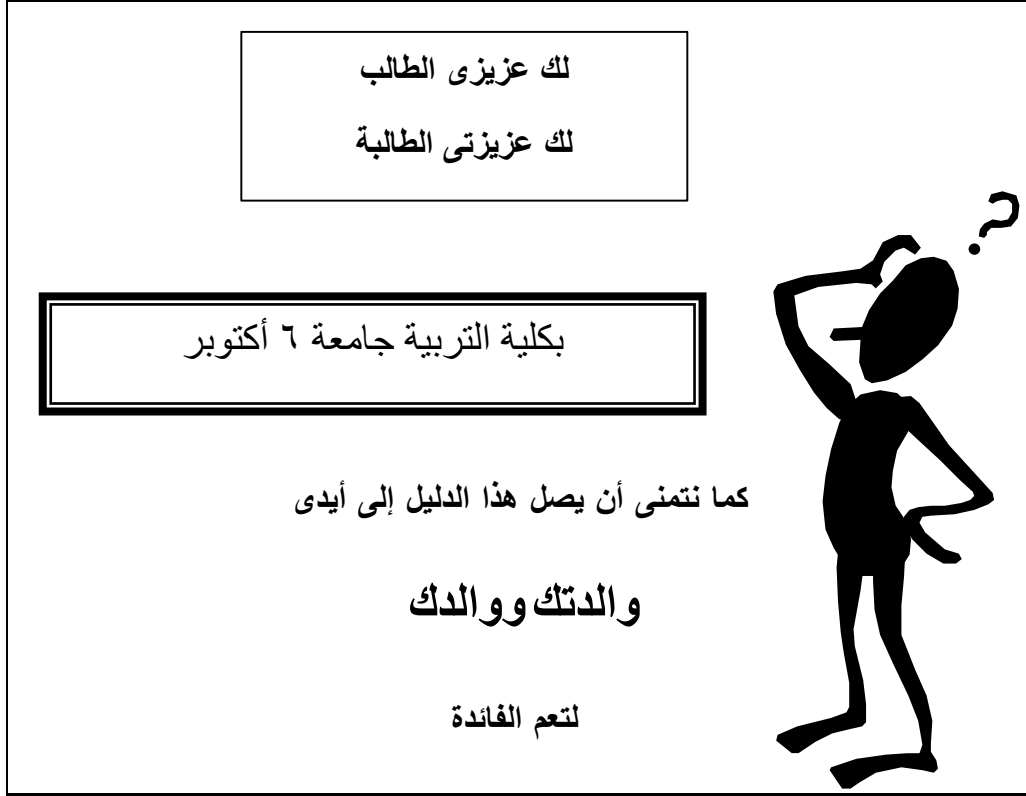 لك عزيزى الطالب
لك عزيزتى الطالبة
؟
بكلية التربية جامعة ٦ أكتوبر
كما نتمنى أن يصل هذا الدليل إلى أيدى
والدتك ووالدك
لتعم الفائدة